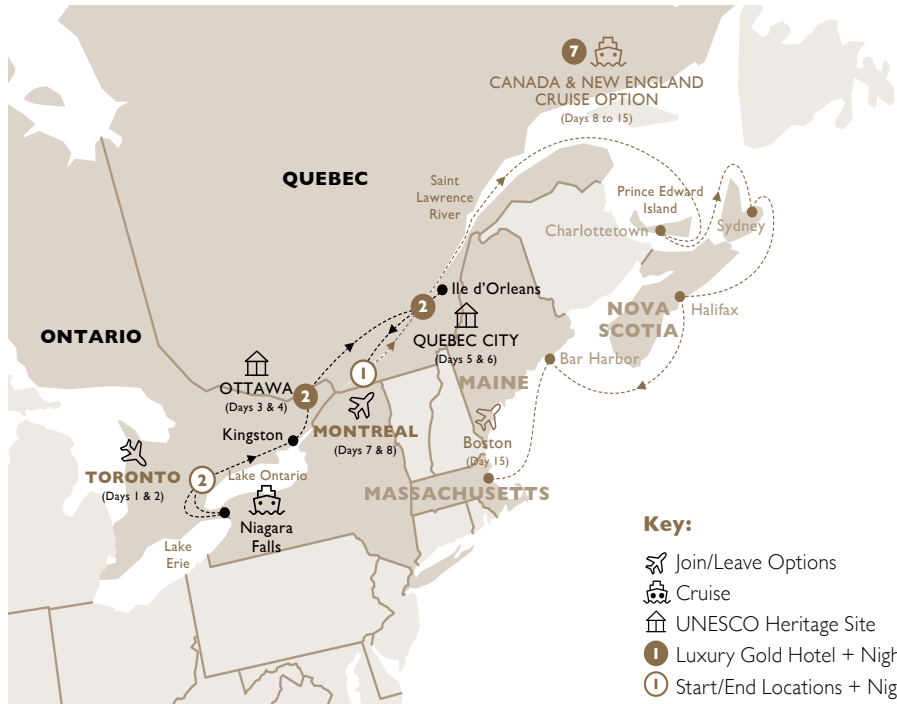 7
CANADA & NEW ENGLAND
CRUISE OPTION
(Days 8 to 15)
QUEBEC
Saint
Lawrence
River
Prince Edward
Island
Charlottetown
Sydney
Ile d'Orleans
2
QUEBEC CITY
(Days 5 & 6)
NOVA
SCOTIA
Halifax
ONTARIO
Bar Harbor
1
MAINE
OTTAWA
(Days 3 & 4)
2
MONTREAL
(Days 7 & 8)
Kingston
Boston
(Day 15)
TORONTO
(Days 1 & 2)
2
Lake Ontario
MASSACHUSETTS
Niagara
Falls
Lake
Erie
Key:
Join/Leave Options
Cruise
UNESCO Heritage Site
1 Luxury Gold Hotel + Nigh
1 Start/End Locations + Nig